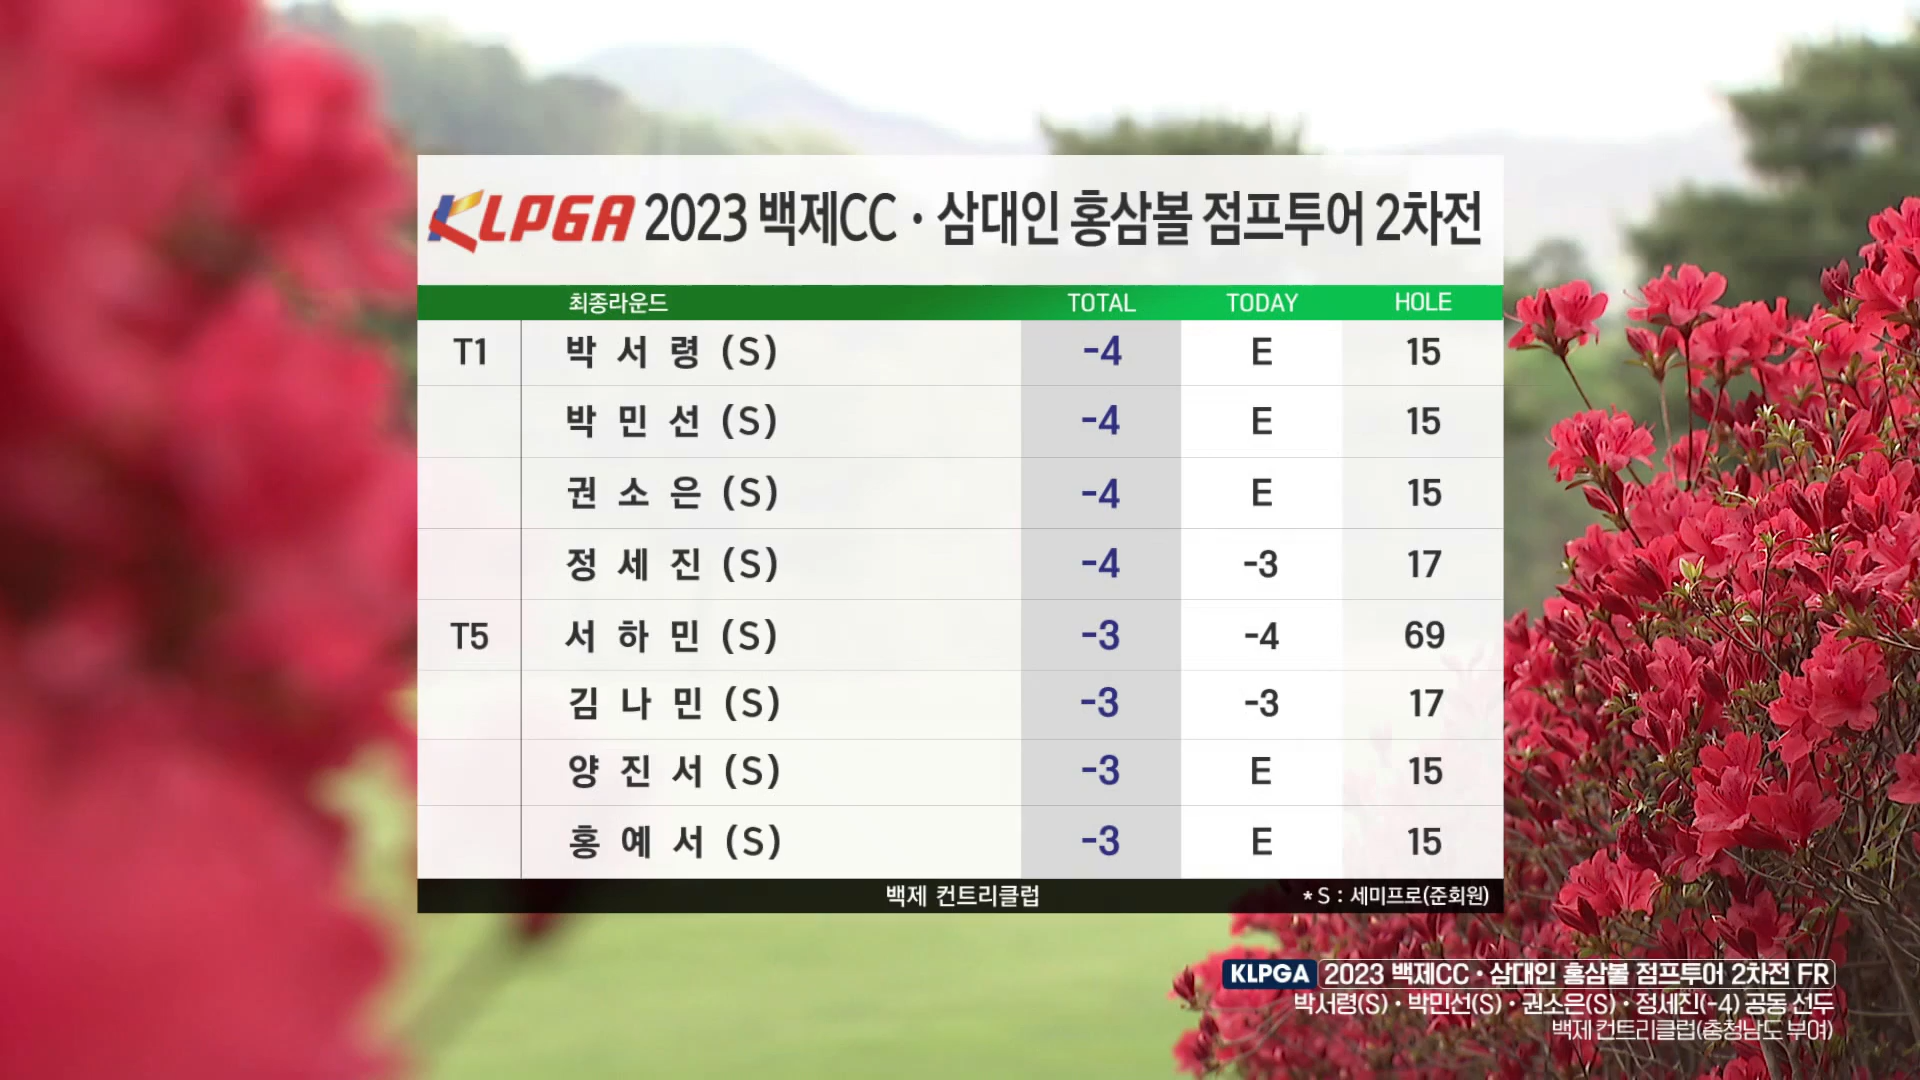 KLPGA 2023 백제CC · 삼대인 홍삼볼 점프투어 2차전
최종라운드 TOTAL TODAY HOLE
T1 박 서 령 (S) -4 E 15
박 민 선 (S) -4 E 15
권 소 은 (S) -4 E 15
정 세 진 (S) -4 -3 17
T5 서 하 민 (S) -3 -4 69
김 나 민 (S) -3 -3 17
양 진 서 (S) -3 E 15
홍 예 서 (S) -3 E 15
백제 컨트리클럽 * S : 세미프로(준회원)
KLPGA 2023 백제CC · 삼대인 홍삼볼 점프투어 2차전 FR
박서령(S) · 박민선(S) · 권소은(S) · 정세진(-4) 공동 선두
백제 컨트리클럽(충청남도 부여)